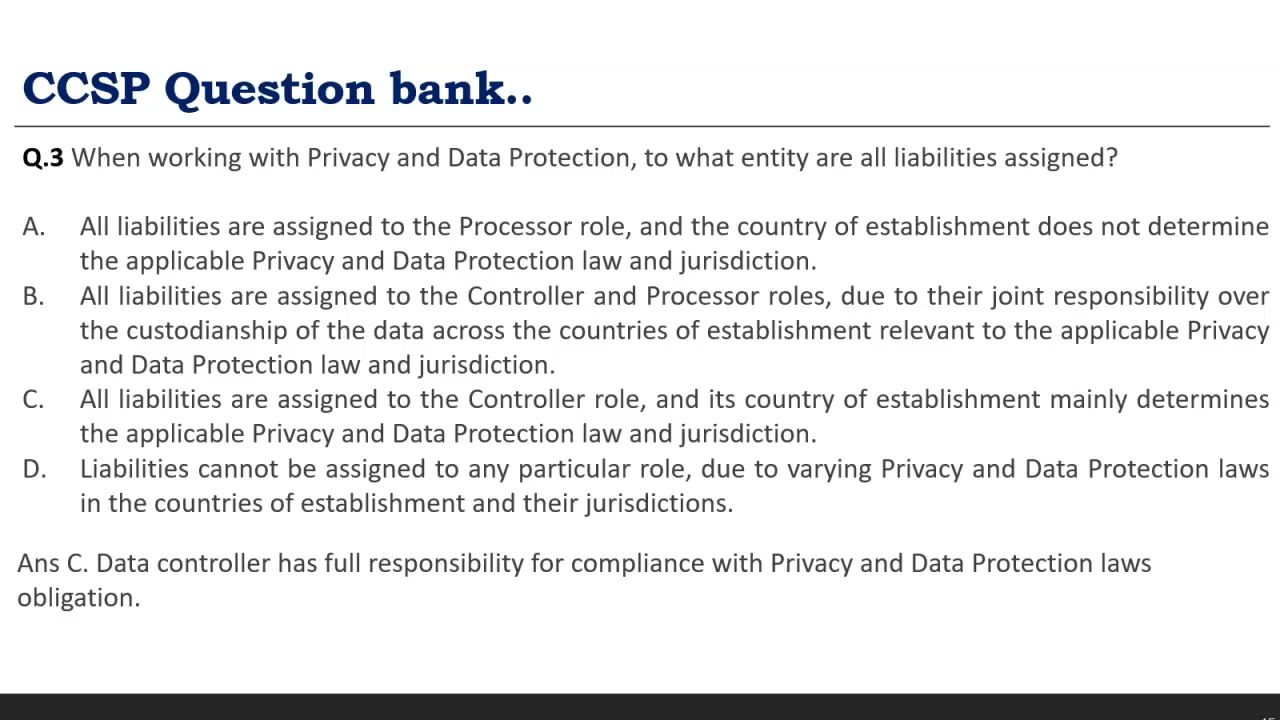 CCSP Question bank..
Q.3 When working with Privacy and Data Protection, to what entity are all liabilities assigned?
A. All liabilities are assigned to the Processor role, and the country of establishment does not determine
the applicable Privacy and Data Protection law and jurisdiction.
B. All liabilities are assigned to the Controller and Processor roles, due to their joint responsibility over
the custodianship of the data across the countries of establishment relevant to the applicable Privacy
and Data Protection law and jurisdiction.
C. All liabilities are assigned to the Controller role, and its country of establishment mainly determines
the applicable Privacy and Data Protection law and jurisdiction.
D. Liabilities cannot be assigned to any particular role, due to varying Privacy and Data Protection laws
in the countries of establishment and their jurisdictions.
Ans C. Data controller has full responsibility for compliance with Privacy and Data Protection laws
obligation.